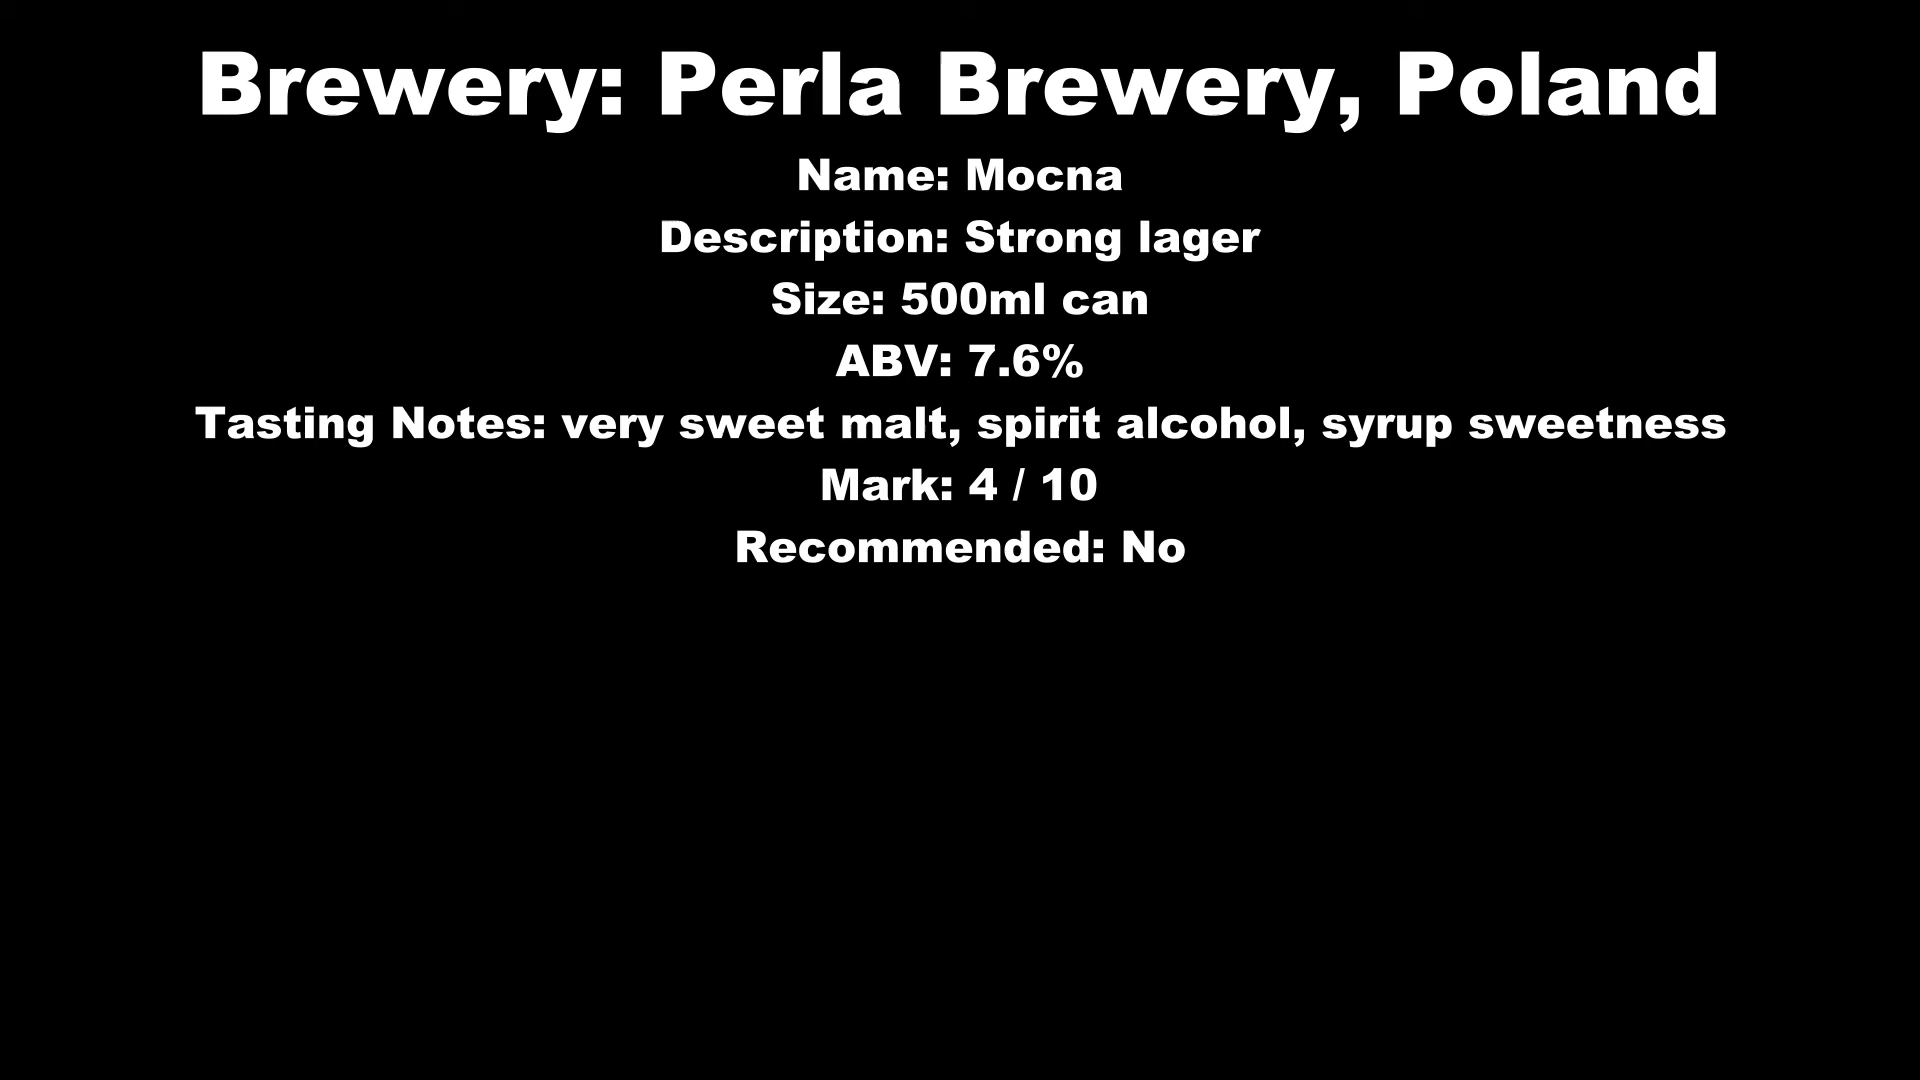 Brewery: Perla Brewery, Poland
Name: Mocna
Description: Strong lager
Size: 500ml can
ABV: 7.6%
Tasting Notes: very sweet malt, spirit alcohol, syrup sweetness
Mark: 4 / 10
Recommended: No